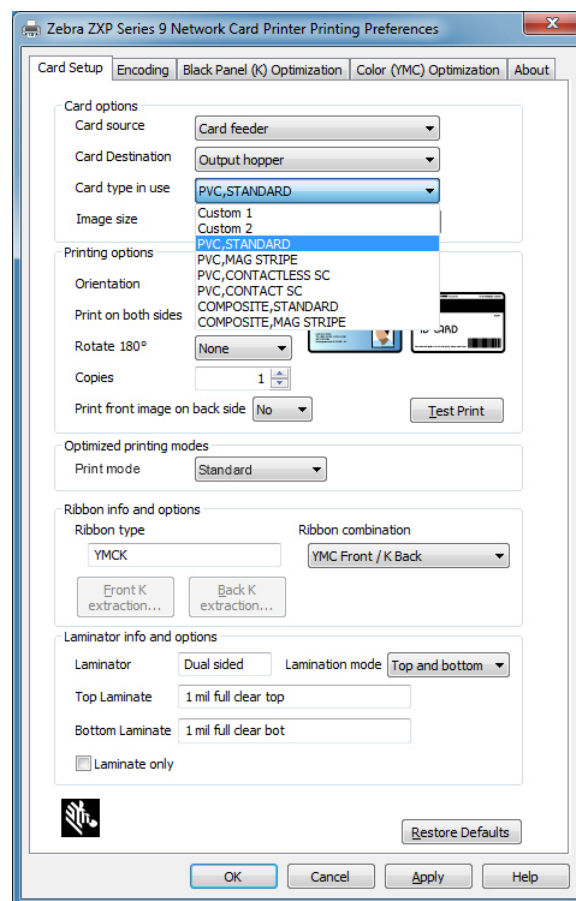 Zebra ZXP Series 9 Network Card Printer Printing Preferences
Card Setup Encoding Black Panel (K) Optimization Color (YMC) Optimization About
Card options
Card source Card feeder
Card Destination Output hopper
Card type in use PVC,STANDARD
Custom 1
Image size
Custom 2
PVC,STANDARD
Printing options
PVC,MAG STRIPE
PVC,CONTACTLESS SC
Orientation
PVC,CONTACT SC
COMPOSITE,STANDARD
Print on both sides
COMPOSITE,MAG STRIPE
ID CARD
Rotate 180° None
Copies 1
Print front image on back side No Test Print
Optimized printing modes
Print mode Standard
Ribbon info and options
Ribbon type Ribbon combination
YMCK YMC Front / K Back
Front K extraction... Back K extraction...
Laminator info and options
Laminator Dual sided Lamination mode Top and bottom
Top Laminate 1 mil full clear top
Bottom Laminate 1 mil full clear bot
Laminate only
Restore Defaults
OK Cancel Apply Help